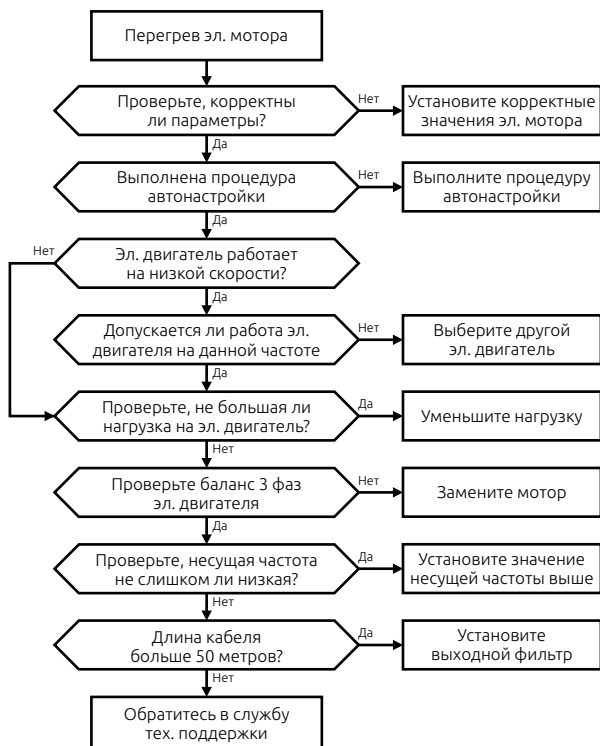 Перегрев эл. мотора
Проверьте, корректны
ли параметры?
Нет
Установите корректные
значения эл. мотора
Да
Выполнена процедура
автонастройки
Нет
Выполните процедуру
автонастройки
Да
Нет
Эл. двигатель работает
на низкой скорости?
Да
Допускается ли работа эл.
двигателя на данной частоте
Нет
Выберите другой
эл. двигатель
Да
Проверьте, не большая ли
нагрузка на эл. двигатель?
Да
Уменьшите нагрузку
Нет
Проверьте баланс 3 фаз
эл. двигателя
Нет
Замените мотор
Да
Проверьте, несущая частота
не слишком ли низкая?
Да
Установите значение
несущей частоты выше
Нет
Длина кабеля
больше 50 метров?
Да
Установите
выходной фильтр
Нет
Обратитесь в службу
тех. поддержки